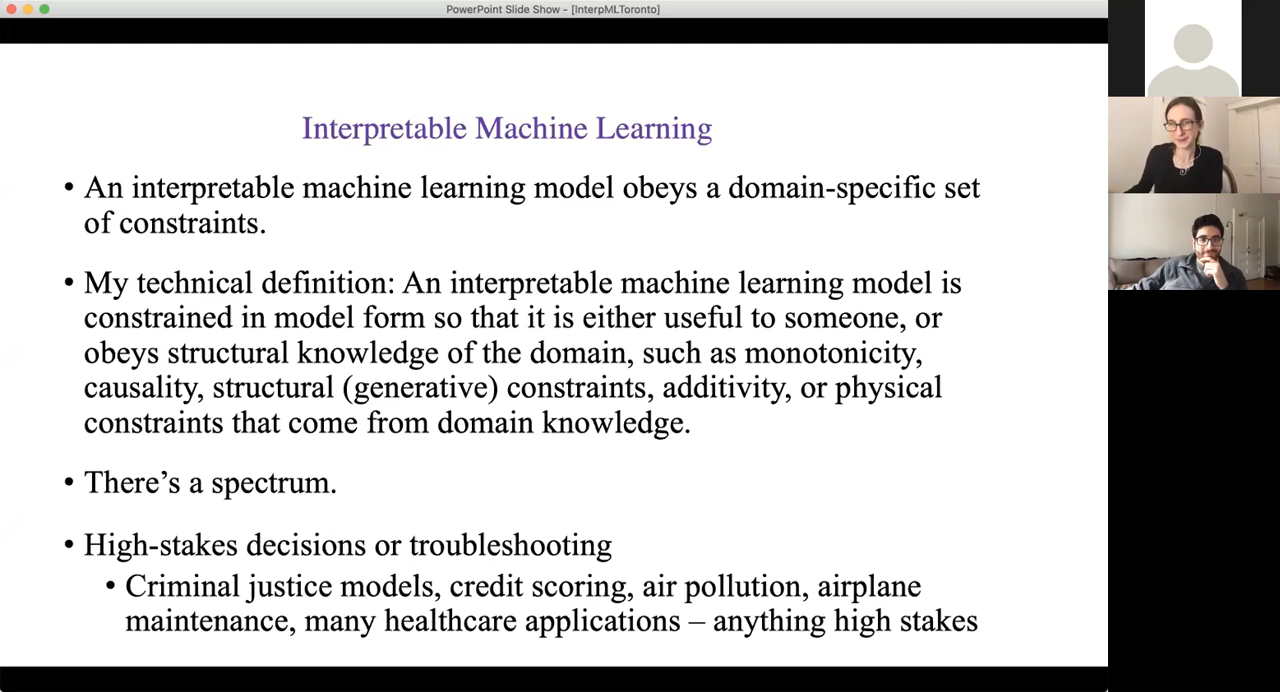 PowerPoint Slide Show - [InterpMLToronto]
Interpretable Machine Learning
• An interpretable machine learning model obeys a domain-specific set
of constraints.
• My technical definition: An interpretable machine learning model is
constrained in model form so that it is either useful to someone, or
obeys structural knowledge of the domain, such as monotonicity,
causality, structural (generative) constraints, additivity, or physical
constraints that come from domain knowledge.
• There’s a spectrum.
• High-stakes decisions or troubleshooting
• Criminal justice models, credit scoring, air pollution, airplane
maintenance, many healthcare applications – anything high stakes